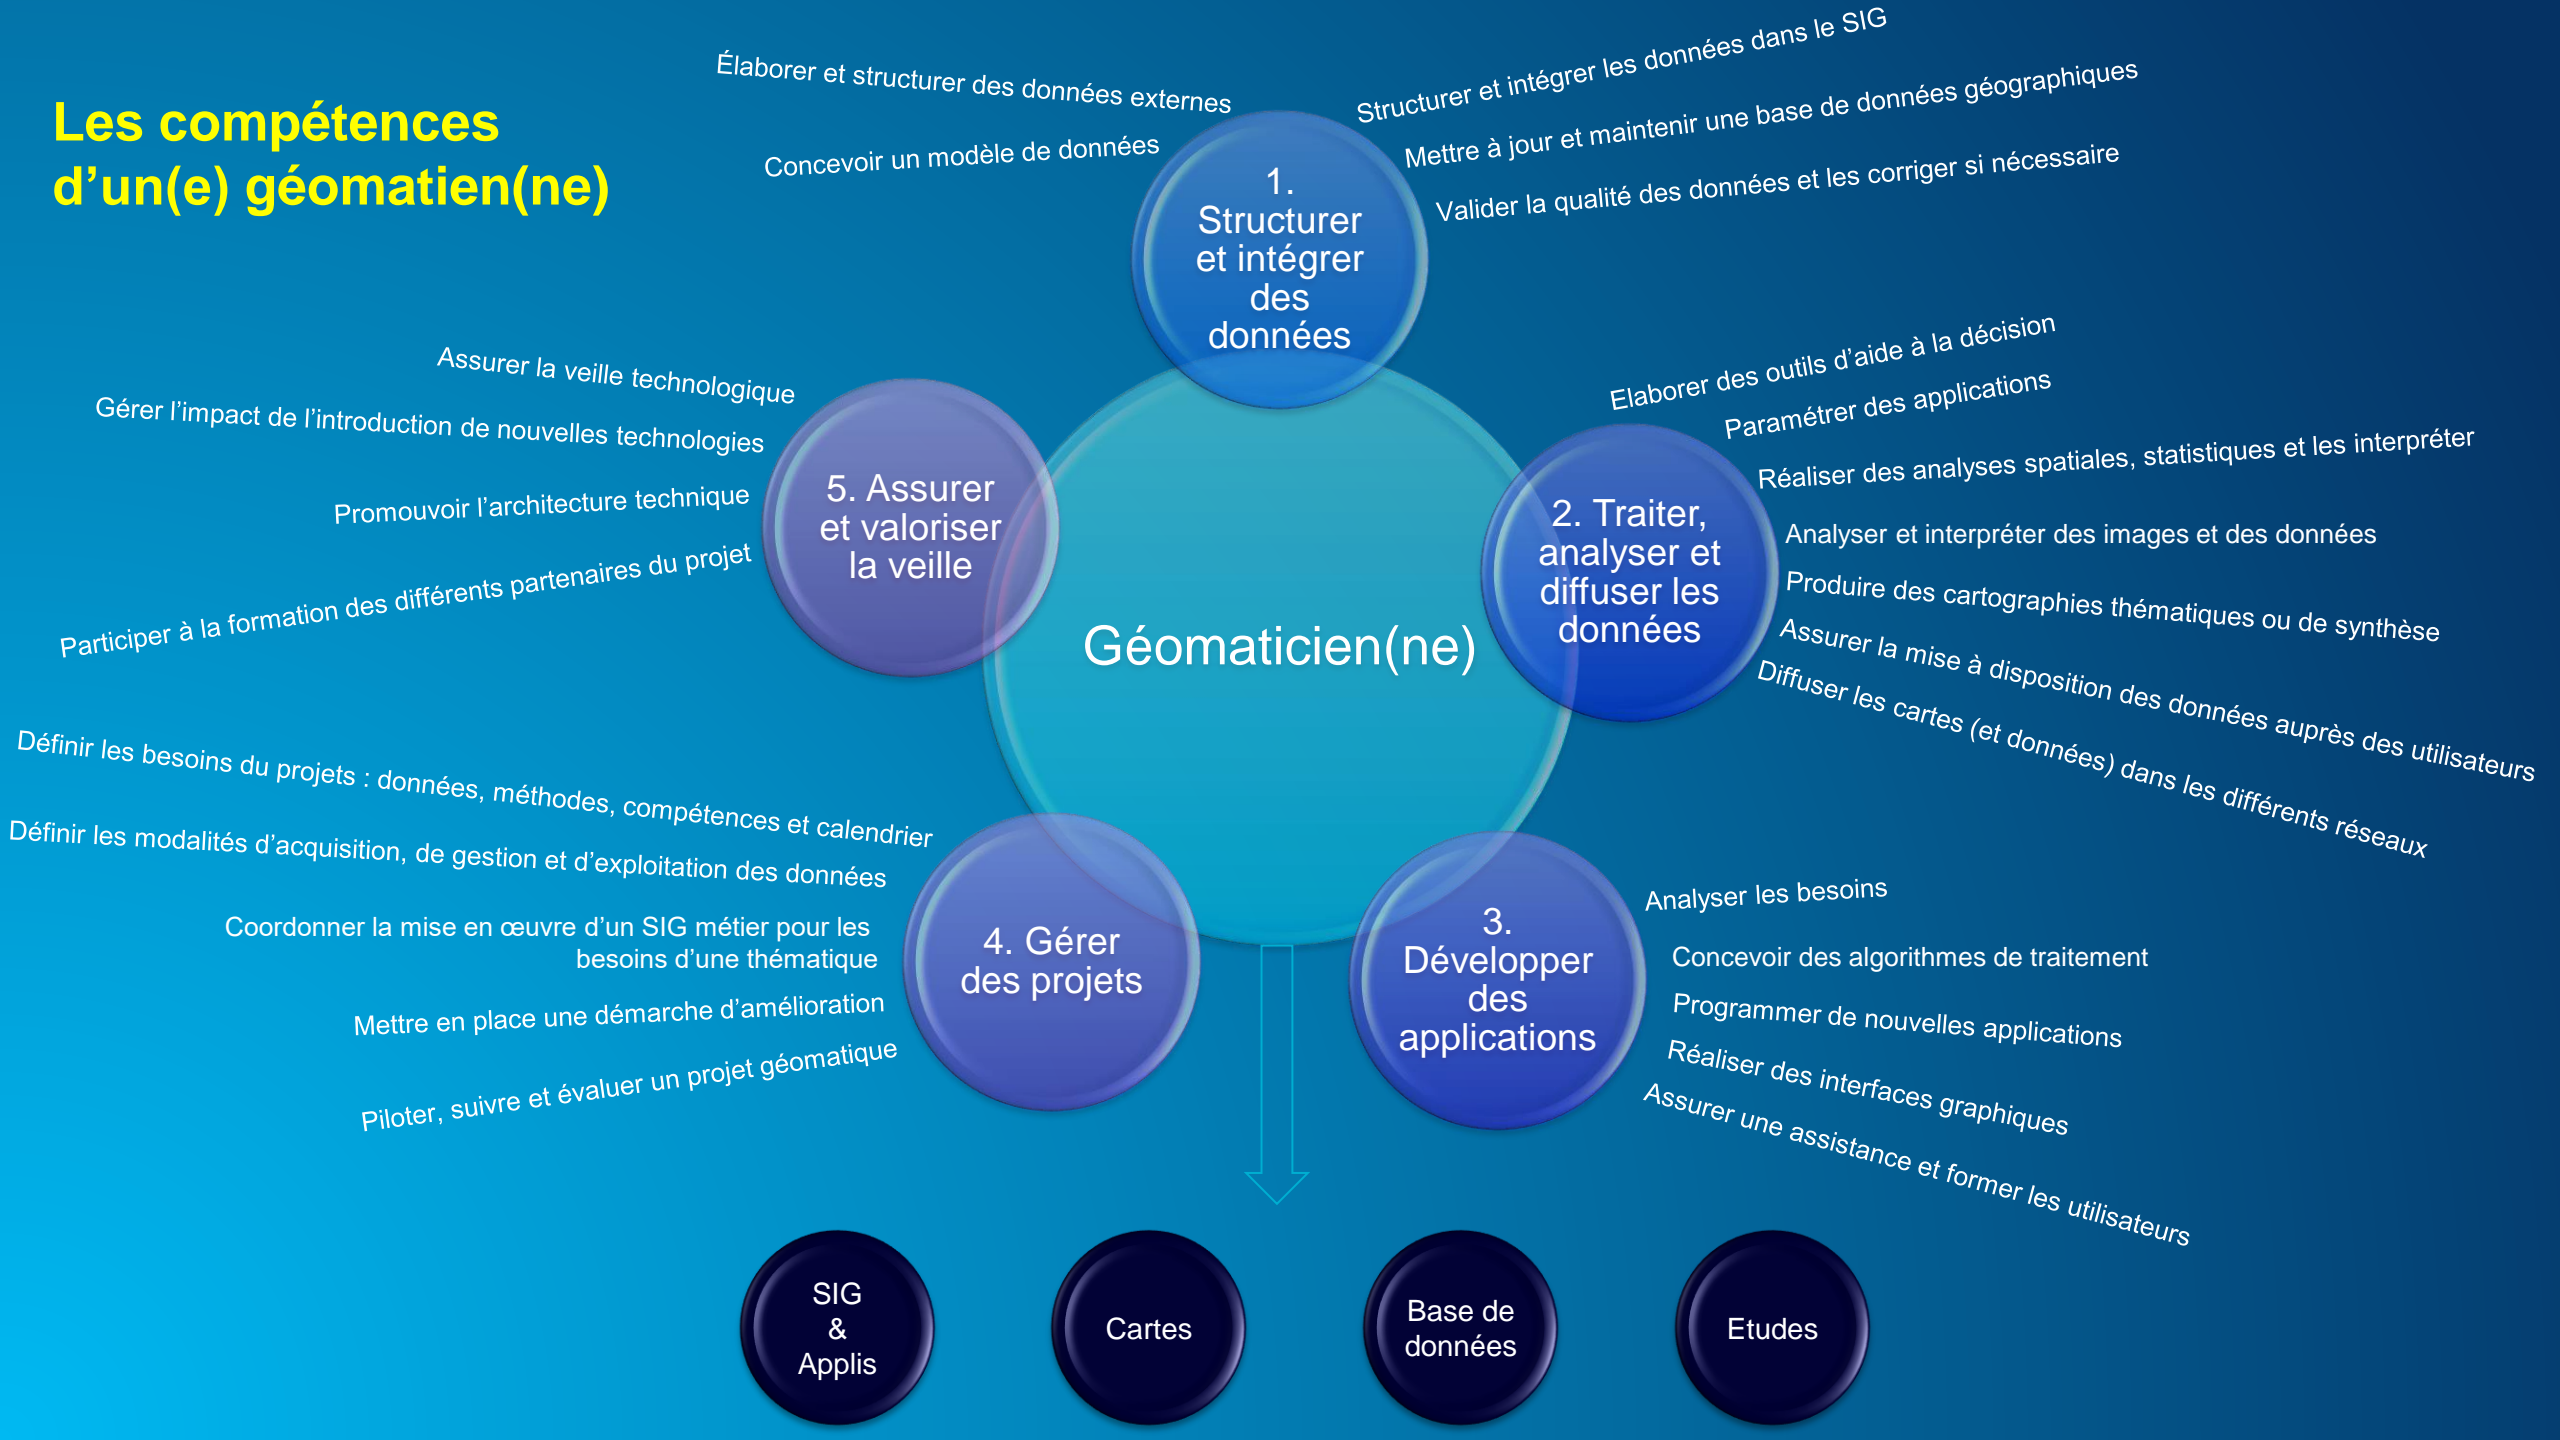 Les compétences
d’un(e) géomatien(ne)
Élaborer et structurer des données externes
Concevoir un modèle de données
Structurer et intégrer les données dans le SIG
Mettre à jour et maintenir une base de données géographiques
Valider la qualité des données et les corriger si nécessaire
1.
Structurer
et intégrer
des
données
Elaborer des outils d’aide à la décision
Paramétrer des applications
Réaliser des analyses spatiales, statistiques et les interpréter
Analyser et interpréter des images et des données
Produire des cartographies thématiques ou de synthèse
Assurer la mise à disposition des données auprès des utilisateurs
Diffuser les cartes (et données) dans les différents réseaux
2. Traiter,
analyser et
diffuser les
données
Assurer la veille technologique
Gérer l’impact de l’introduction de nouvelles technologies
Promouvoir l’architecture technique
Participer à la formation des différents partenaires du projet
5. Assurer
et valoriser
la veille
Géomaticien(ne)
Définir les besoins du projets : données, méthodes, compétences et calendrier
Définir les modalités d’acquisition, de gestion et d’exploitation des données
Coordonner la mise en œuvre d’un SIG métier pour les
besoins d’une thématique
Mettre en place une démarche d’amélioration
Piloter, suivre et évaluer un projet géomatique
4. Gérer
des projets
3.
Développer
des
applications
Analyser les besoins
Concevoir des algorithmes de traitement
Programmer de nouvelles applications
Réaliser des interfaces graphiques
Assurer une assistance et former les utilisateurs
SIG
&
Applis
Cartes
Base de
données
Etudes